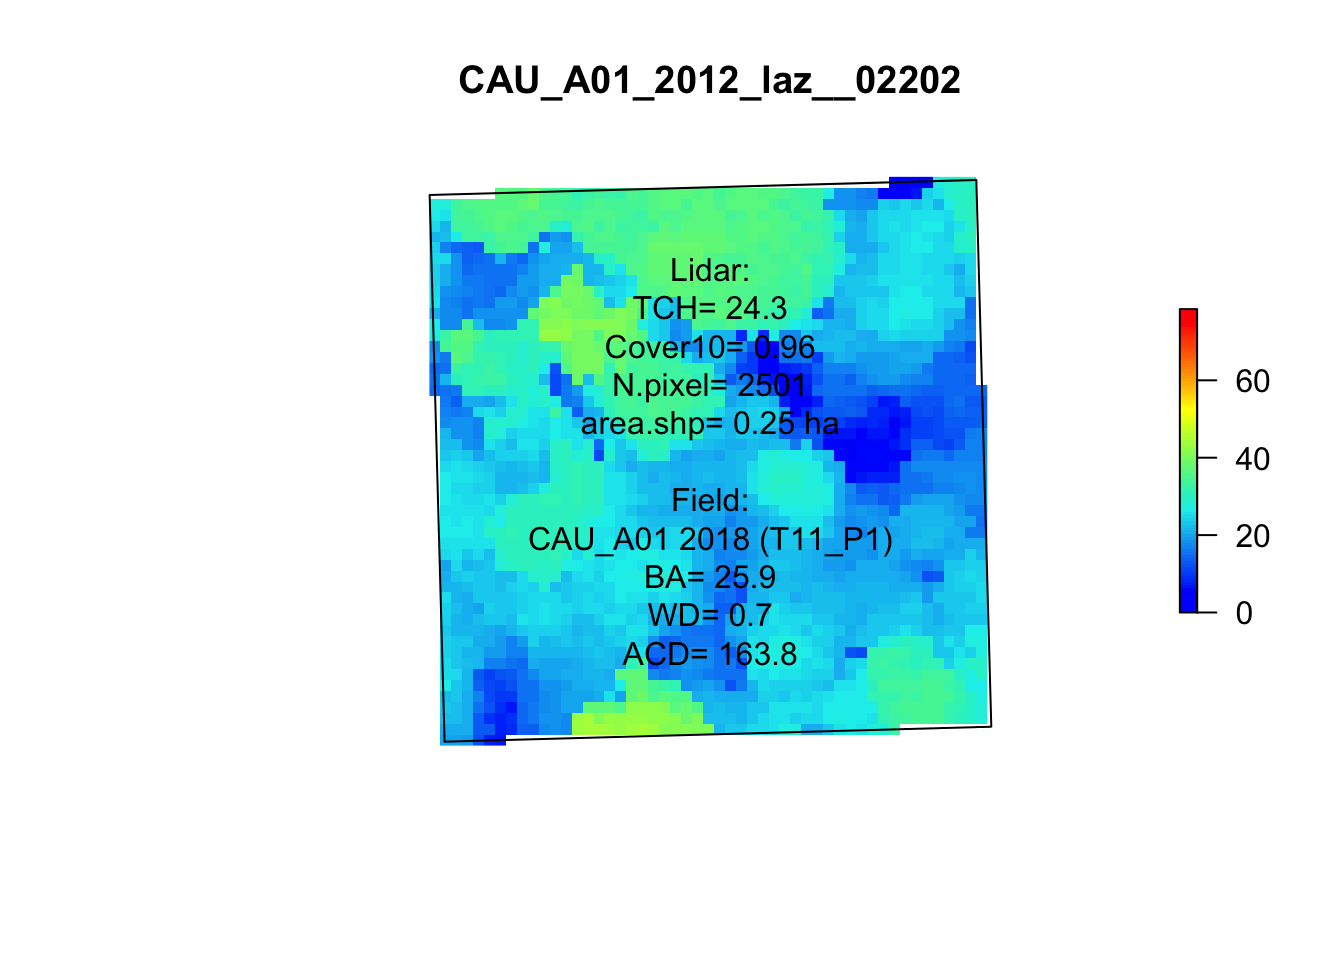 CAU_A01_2012_laz__02202
Lidar:
TCH= 24.3
Cover10= 0.96
N.pixel= 2501
area.shp= 0.25 ha
Field:
CAU_A01 2018 (T11_P1)
BA= 25.9
WD= 0.7
ACD= 163.8
60
40
20
0